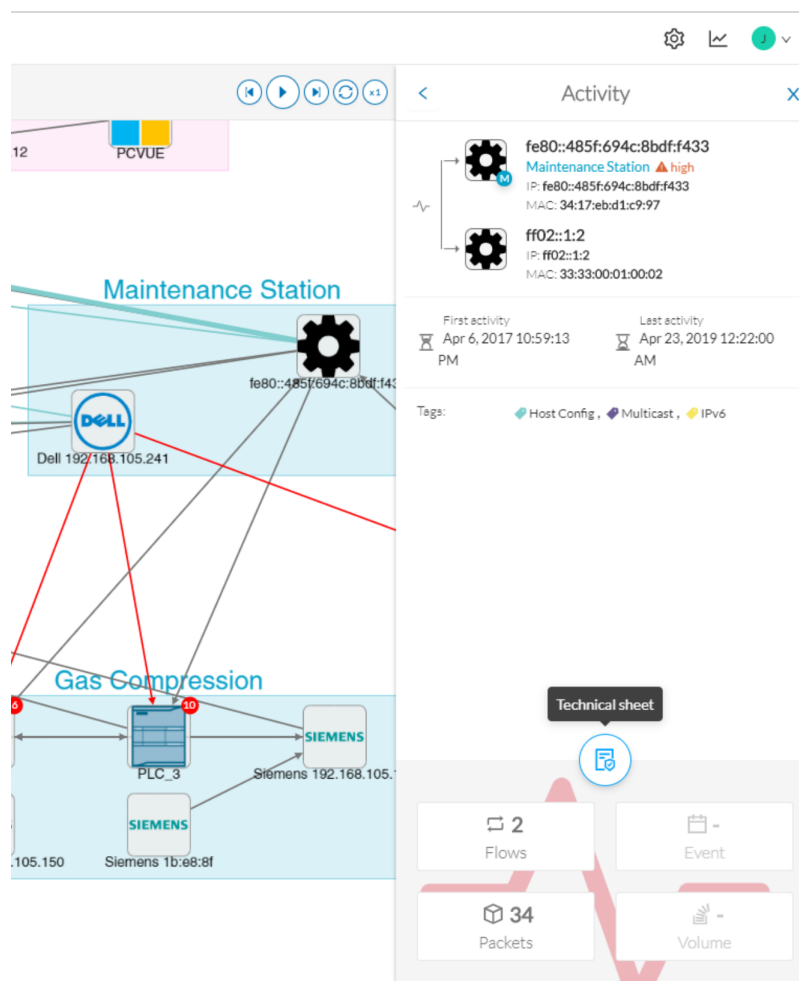 x1
Activity
X
J
12
PCVUE
fe80::485f:694c:8bdf:f433
Maintenance Station high
IP: fe80::485f:694c:8bdf:f433
MAC: 34:17:eb:d1:c9:97
M
ff02::1:2
IP: ff02::1:2
MAC: 33:33:00:01:00:02
Maintenance Station
fe80::485f:694c:8bdf:f43
DELL
Dell 192.168.105.241
First activity
Apr 6, 2017 10:59:13
PM
Last activity
Apr 23, 2019 12:22:00
AM
Tags: Host Config , Multicast , IPv6
Gas Compression
6
10
PLC_3
SIEMENS
Siemens 192.168.105.
SIEMENS
.105.150
Siemens 1b:e8:8f
Technical sheet
2
Flows
-
Event
34
Packets
-
Volume